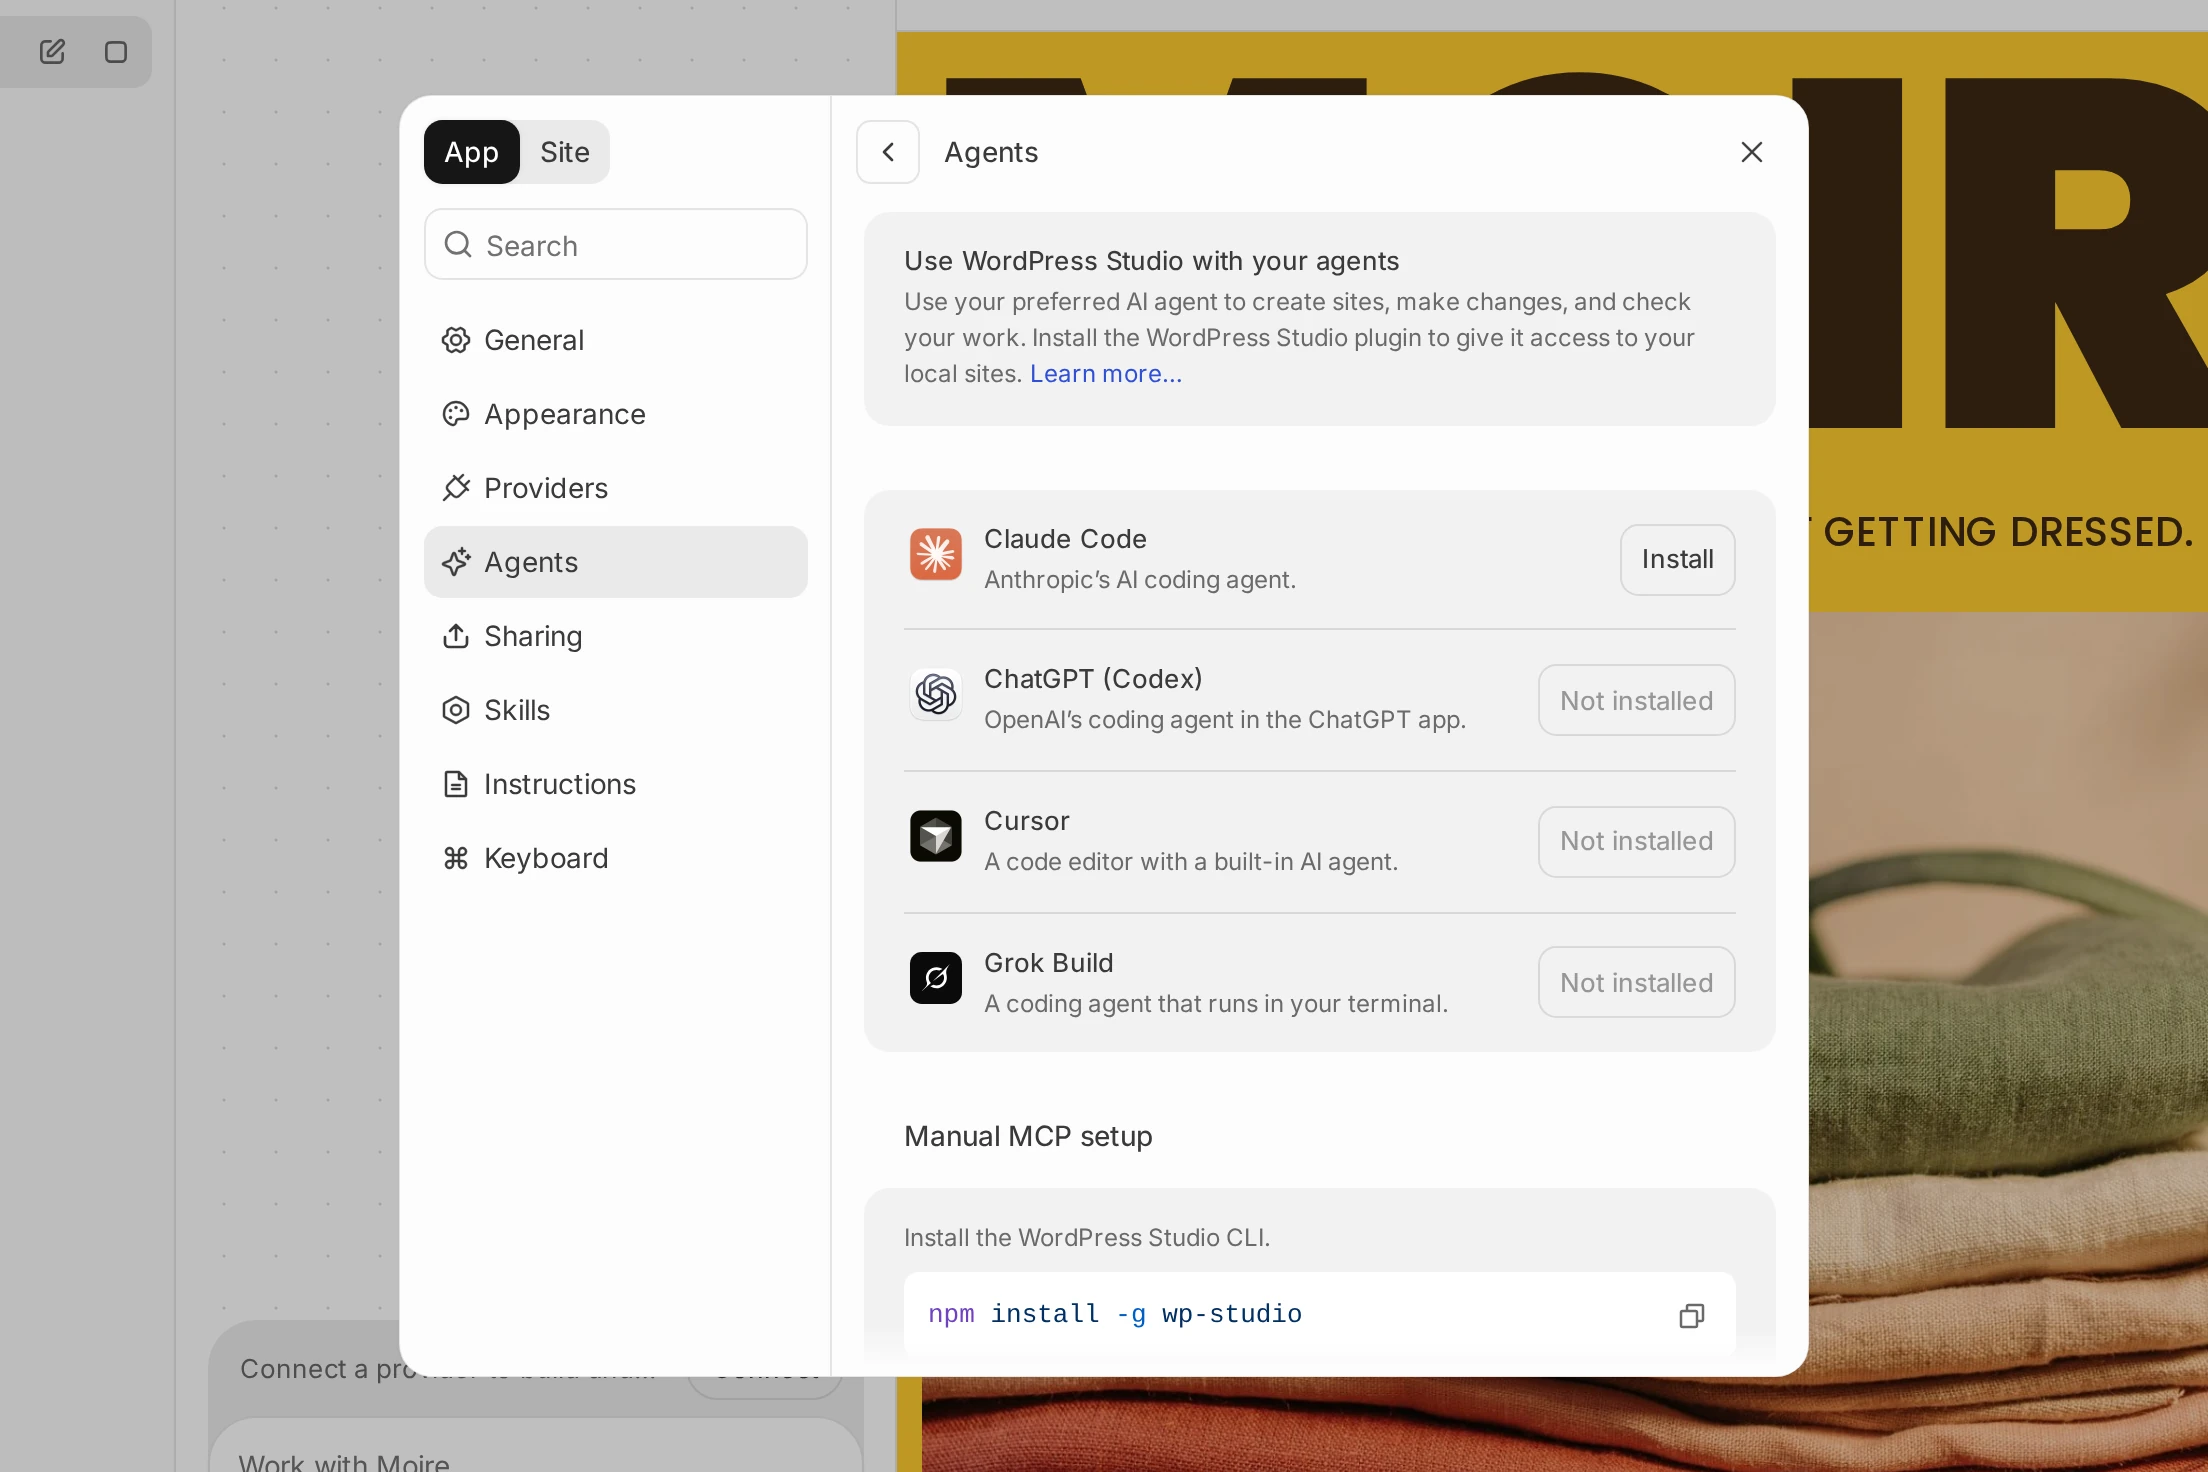 App
Site
Search
General
Appearance
Providers
Agents
Sharing
Skills
Instructions
Keyboard
Agents
Use WordPress Studio with your agents
Use your preferred AI agent to create sites, make changes, and check
your work. Install the WordPress Studio plugin to give it access to your
local sites. Learn more...
Claude Code
Anthropic’s AI coding agent.
Install
ChatGPT (Codex)
OpenAI’s coding agent in the ChatGPT app.
Not installed
Cursor
A code editor with a built-in AI agent.
Not installed
Grok Build
A coding agent that runs in your terminal.
Not installed
Manual MCP setup
Install the WordPress Studio CLI.
npm install -g wp-studio
GETTING DRESSED.
Connect a
Work with Moire